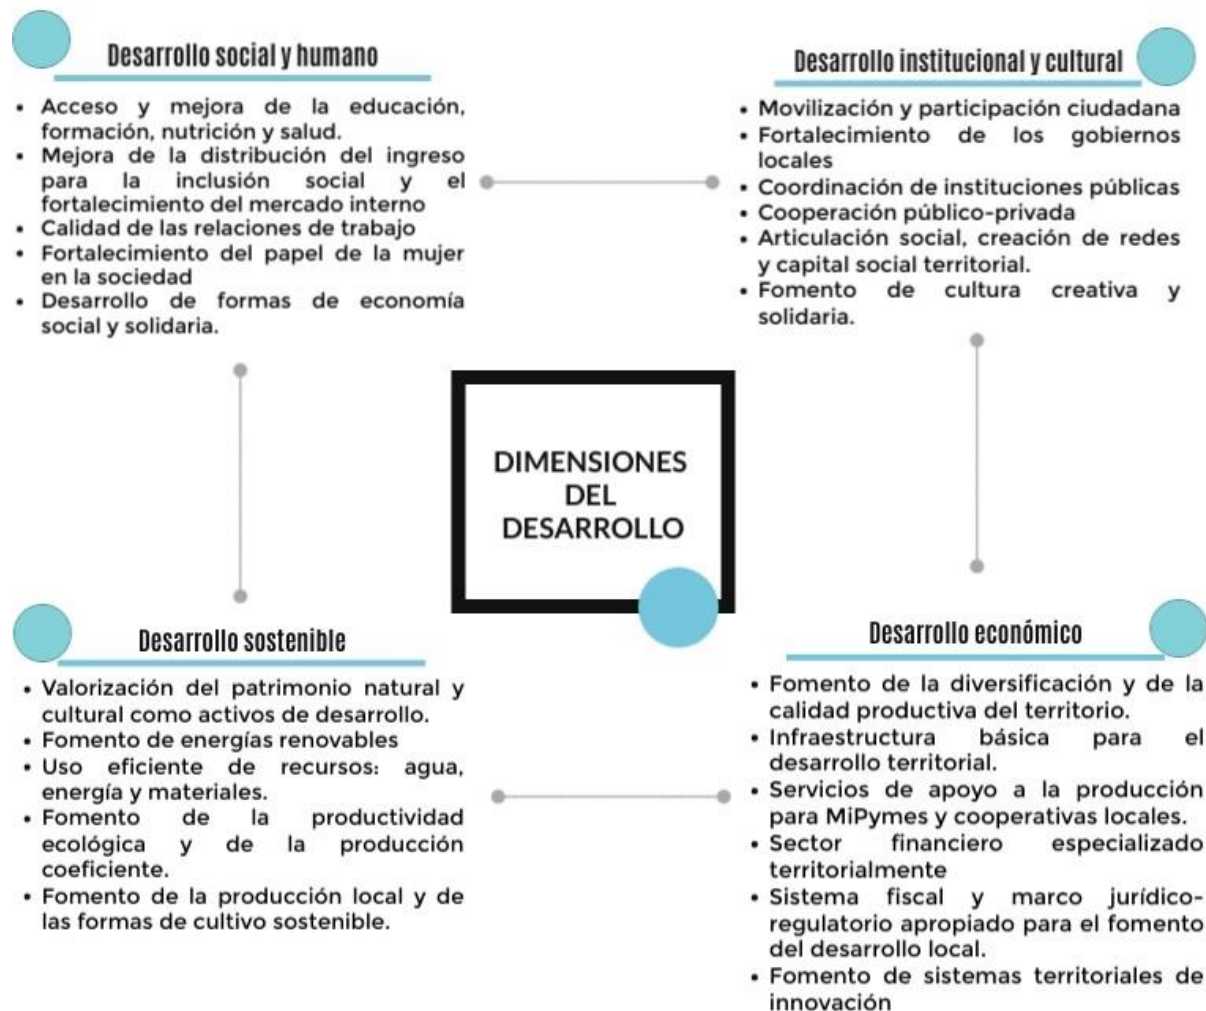 Desarrollo social y humano
• Acceso y mejora de la educación,
formación, nutrición y salud.
• Mejora de la distribución del ingreso
para la inclusión social y el
fortalecimiento del mercado interno
• Calidad de las relaciones de trabajo
• Fortalecimiento del papel de la mujer
en la sociedad
• Desarrollo de formas de economía
social y solidaria.
Desarrollo institucional y cultural
• Movilización y participación ciudadana
• Fortalecimiento de los gobiernos
locales
• Coordinación de instituciones públicas
• Cooperación público-privada
• Articulación social, creación de redes
y capital social territorial.
• Fomento de cultura creativa y
solidaria.
DIMENSIONES
DEL
DESARROLLO
Desarrollo sostenible
• Valorización del patrimonio natural y
cultural como activos de desarrollo.
• Fomento de energías renovables
• Uso eficiente de recursos: agua,
energía y materiales.
• Fomento de la productividad
ecológica y de la producción
coeficiente.
• Fomento de la producción local y de
las formas de cultivo sostenible.
Desarrollo económico
• Fomento de la diversificación y de la
calidad productiva del territorio.
• Infraestructura básica para el
desarrollo territorial.
• Servicios de apoyo a la producción
para MiPymes y cooperativas locales.
• Sector financiero especializado
territorialmente
• Sistema fiscal y marco jurídico-
regulatorio apropiado para el fomento
del desarrollo local.
• Fomento de sistemas territoriales de
innovación